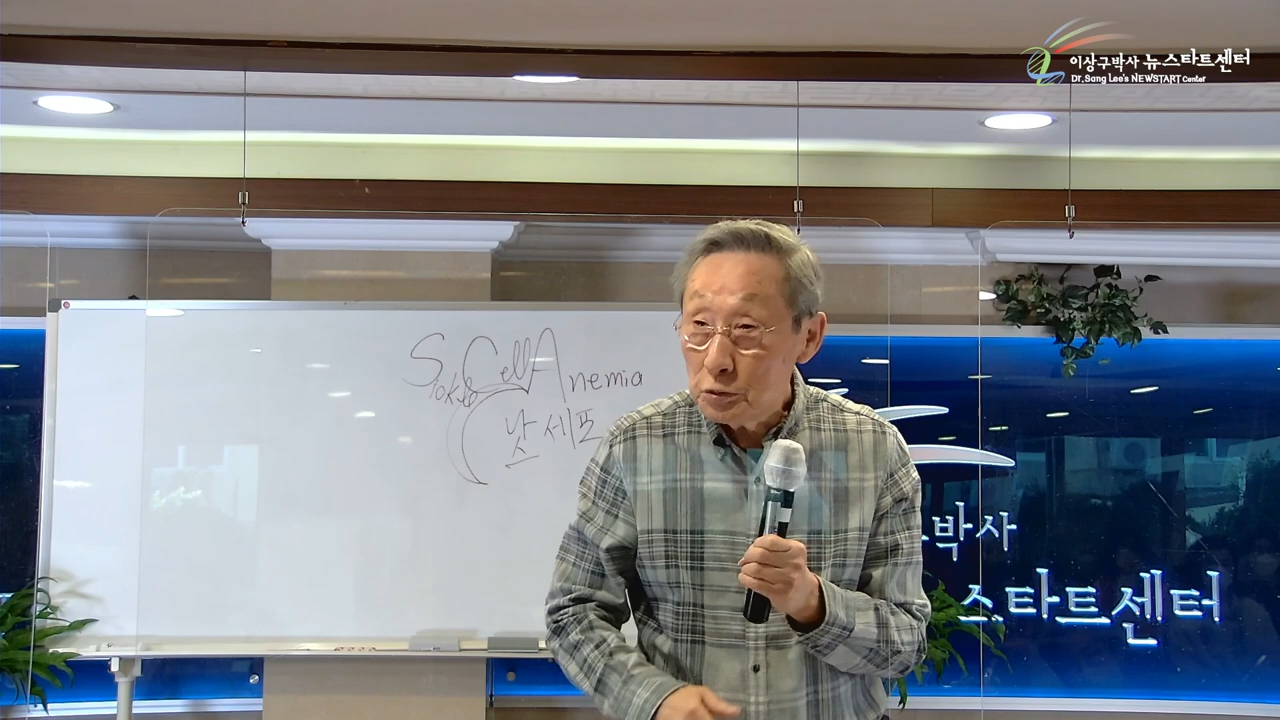 이상구박사 뉴스타트센터
Dr. Sang Lee's NEWSTART Center
Cell Anemia
낫세포
박사
스타트센터